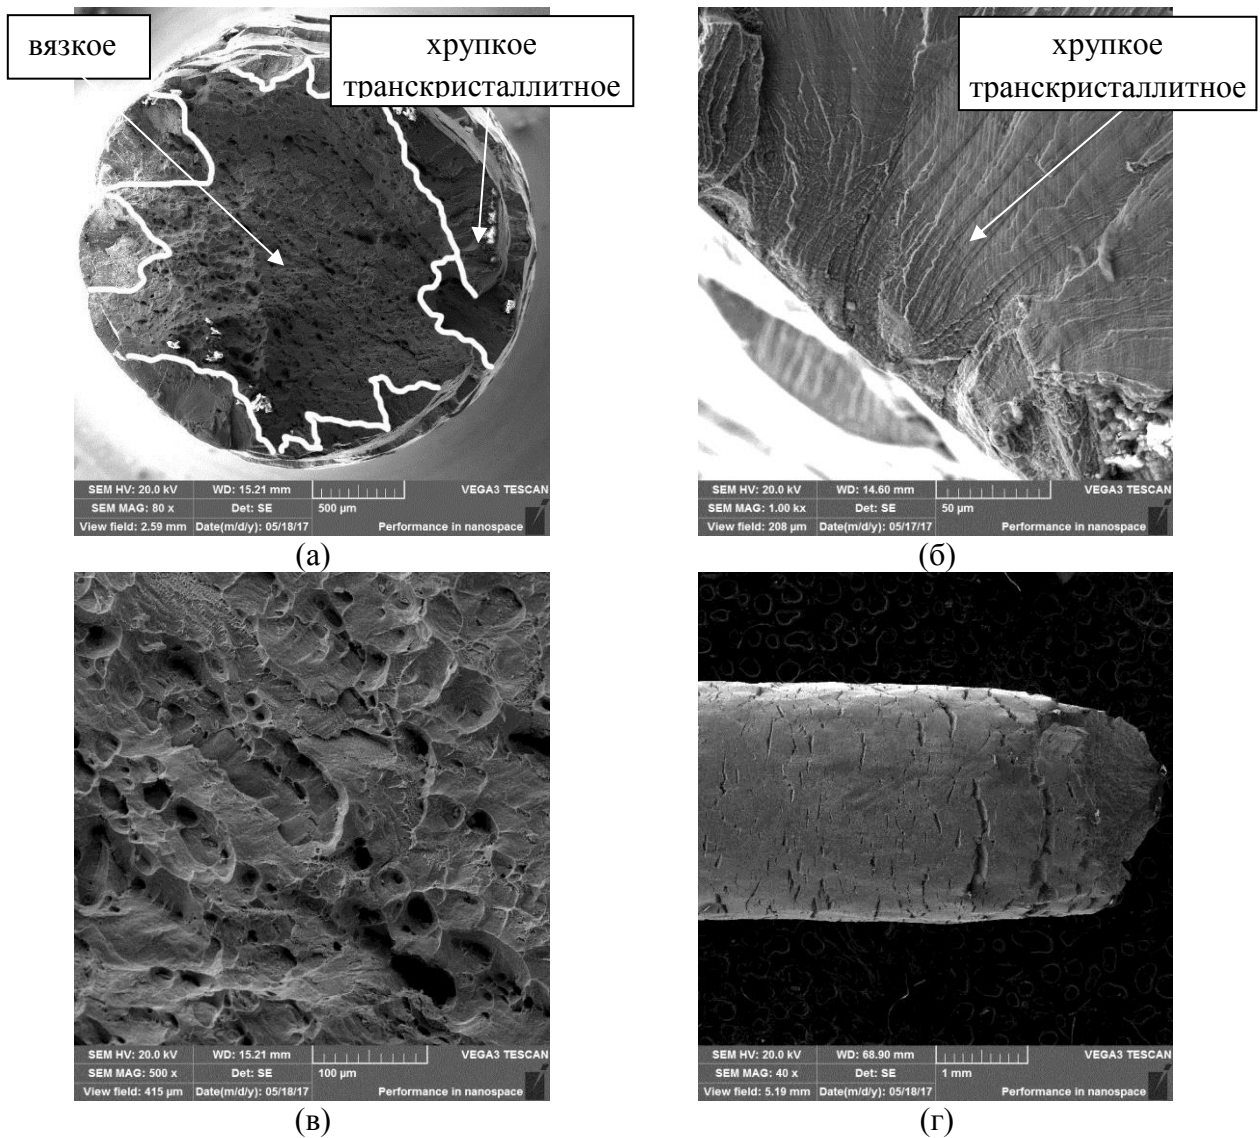 вязкое
хрупкое
транскристаллитное
хрупкое
транскристаллитное
SEM HV: 20.0 kV WD: 15.21 mm VEGA3 TESCAN
SEM MAG: 80 x Det: SE 500 µm
View field: 2.59 mm Date(m/d/y): 05/18/17 Performance in nanospace
(а)
SEM HV: 20.0 kV WD: 14.60 mm VEGA3 TESCAN
SEM MAG: 1.00 kx Det: SE 50 µm
View field: 208 µm Date(m/d/y): 05/17/17 Performance in nanospace
(б)
SEM HV: 20.0 kV WD: 15.21 mm VEGA3 TESCAN
SEM MAG: 500 x Det: SE 100 µm
View field: 415 µm Date(m/d/y): 05/18/17 Performance in nanospace
(в)
SEM HV: 20.0 kV WD: 68.90 mm VEGA3 TESCAN
SEM MAG: 40 x Det: SE 1 mm
View field: 5.19 mm Date(m/d/y): 05/18/17 Performance in nanospace
(г)